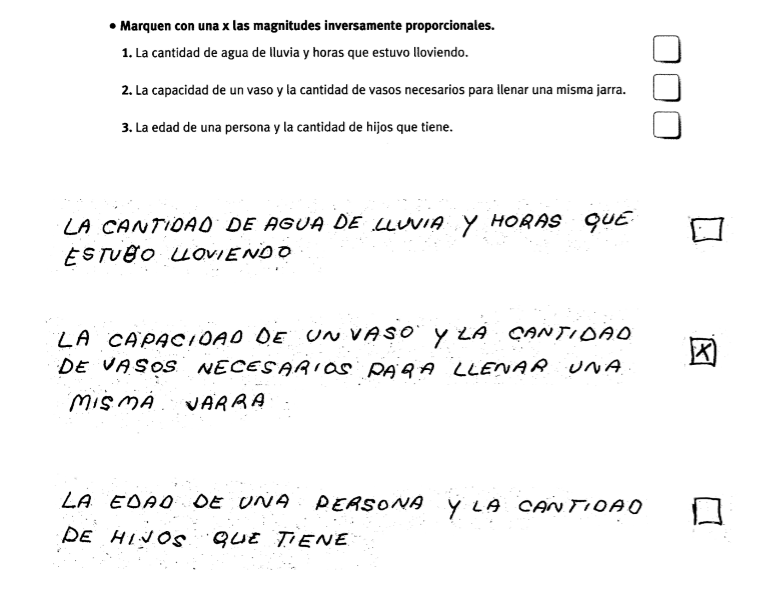 • Marquen con una x las magnitudes inversamente proporcionales.
1. La cantidad de agua de lluvia y horas que estuvo lloviendo.
2. La capacidad de un vaso y la cantidad de vasos necesarios para llenar una misma jarra.
3. La edad de una persona y la cantidad de hijos que tiene.
LA CANTIDAD DE AGUA DE LLUVIA Y HORAS QUE
ESTUBO LLOVIENDO
LA CAPACIDAD DE UN VASO Y LA CANTIDAD
DE VASOS NECESARIOS PARA LLENAR UNA
X
MISMA JARRA
LA EDAD DE UNA PERSONA Y LA CANTIDAD
DE HIJOS QUE TIENE